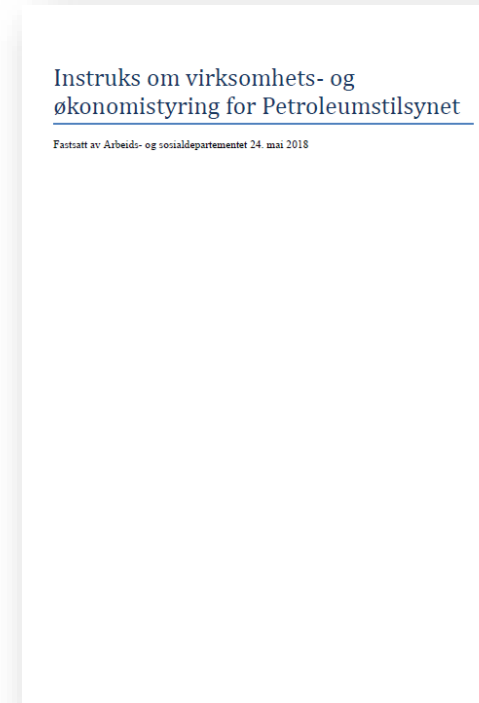 Instruks om virksomhets- og
økonomistyring for Petroleumstilsynet
Fastsatt av Arbeids- og sosialdepartementet 24. mai 2018